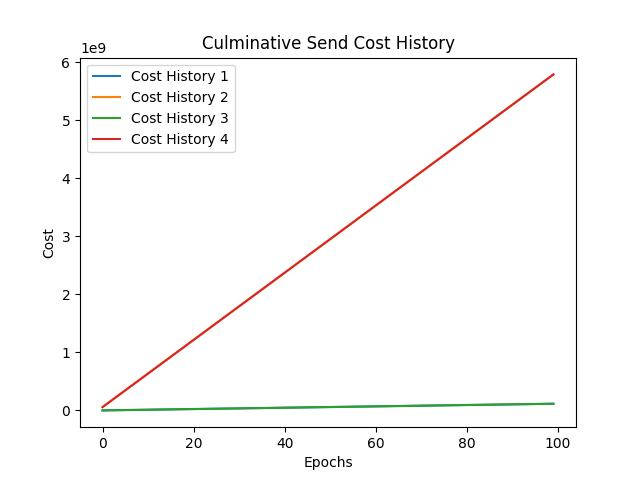 Culminative Send Cost History
1e9
6
5
4
3
2
1
0
Cost
Cost History 1
Cost History 2
Cost History 3
Cost History 4
0 20 40 60 80 100
Epochs